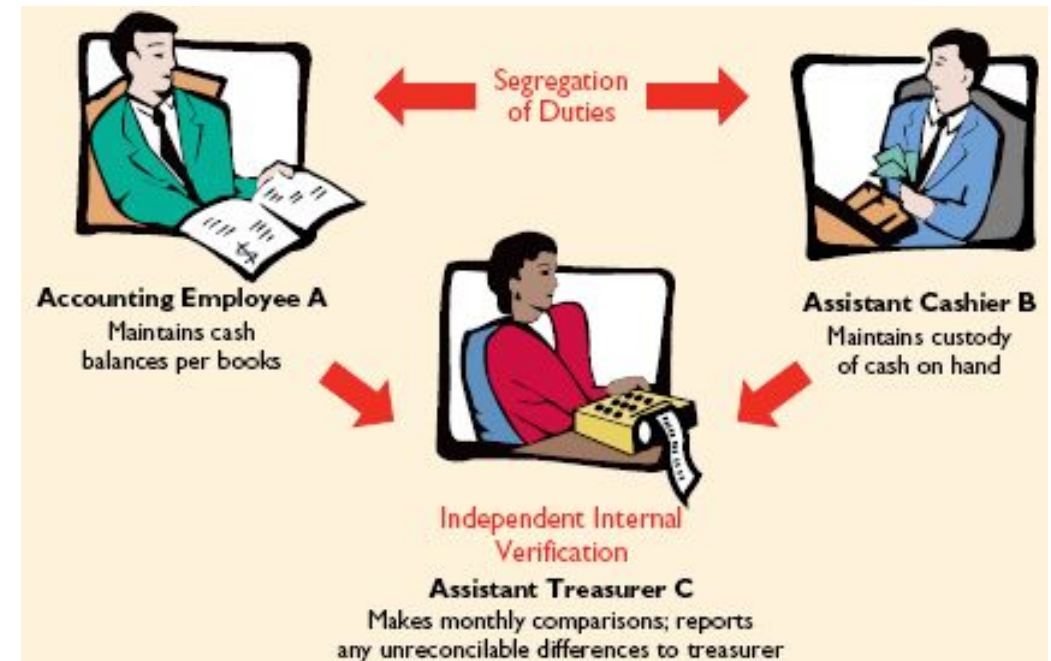 Segregation
of Duties
Accounting Employee A
Maintains cash
balances per books
Assistant Cashier B
Maintains custody
of cash on hand
Independent Internal
Verification
Assistant Treasurer C
Makes monthly comparisons; reports
any unreconcilable differences to treasurer